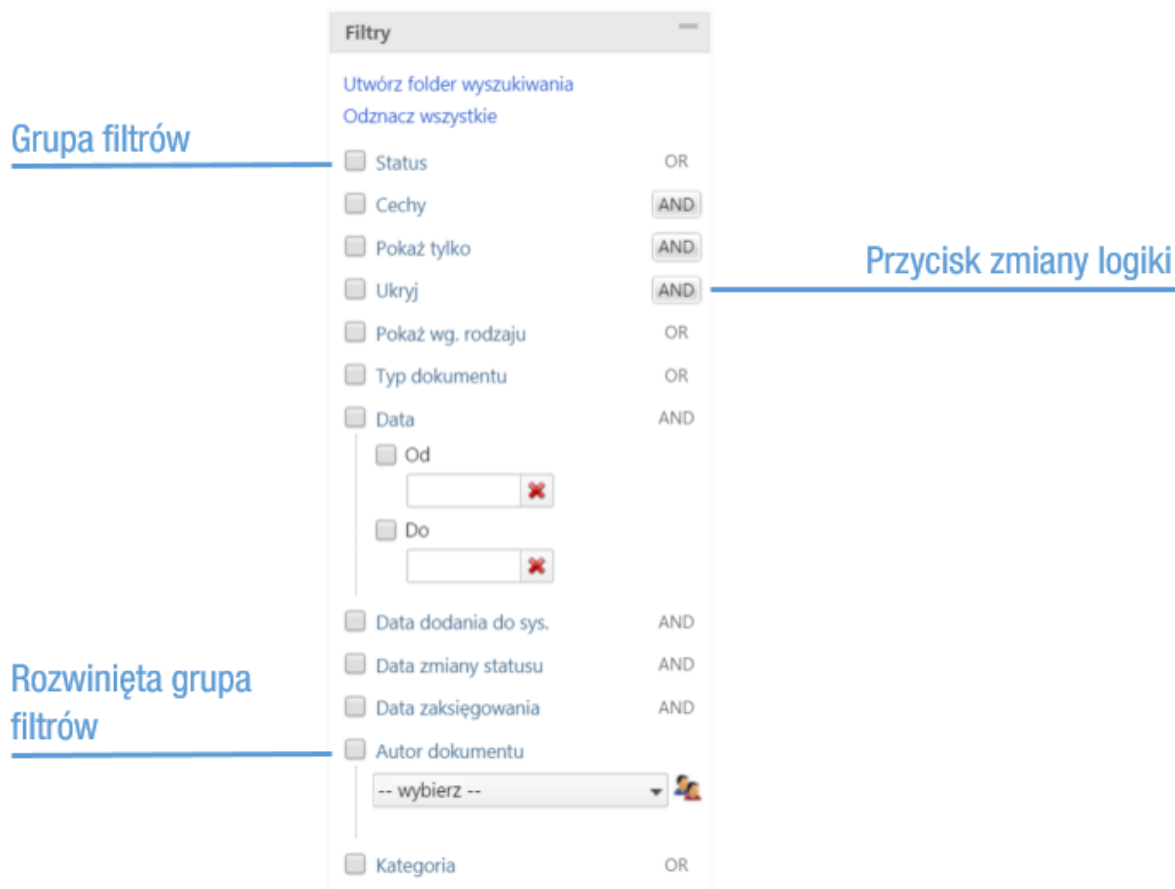 Filtry
Utwórz folder wyszukiwania
Odznacz wszystkie
Grupa filtrów
Status OR
Cechy AND
Pokaż tylko AND
Ukryj AND
Przycisk zmiany logiki
Pokaż wg. rodzaju OR
Typ dokumentu OR
Data AND
Od
Do
Data dodania do sys. AND
Data zmiany statusu AND
Data zaksięgowania AND
Rozwinięta grupa
filtrów
Autor dokumentu
-- wybierz --
Kategoria OR